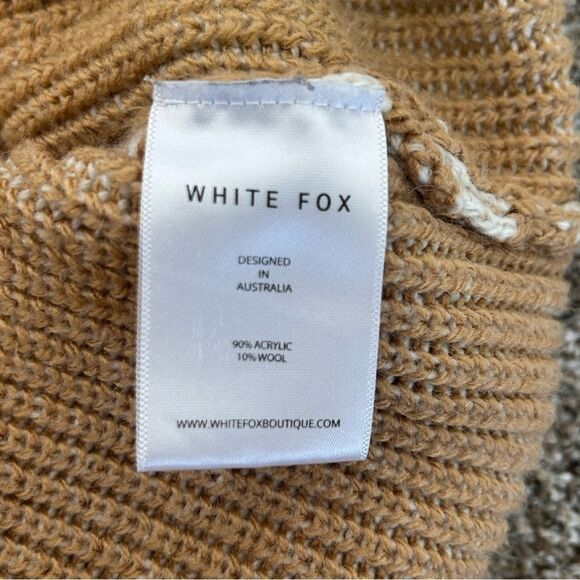 WHITE FOX
DESIGNED
IN
AUSTRALIA
90% ACRYLIC
10% WOOL
WWW.WHITEFOXBOUTIQUE.COM